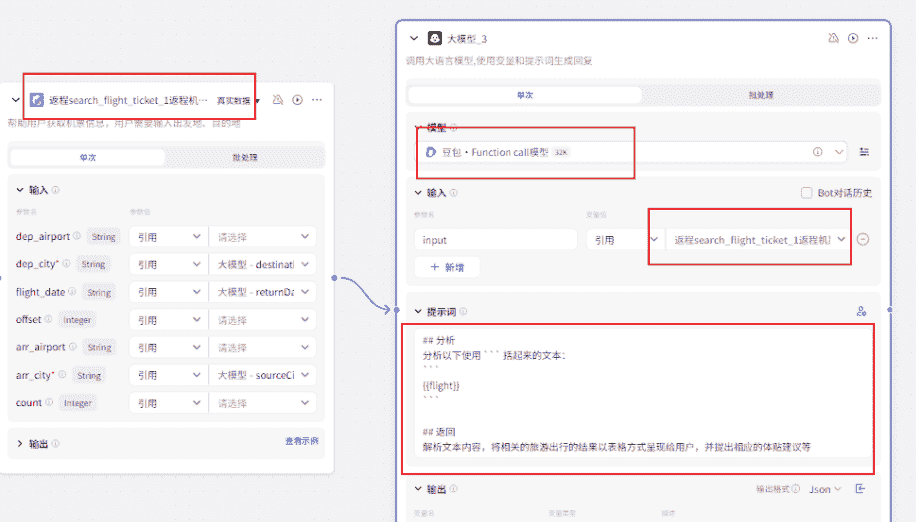 返程search_flight_ticket_1返程机… 真实数据
帮助用户获取机票信息，用户需要输入出发地、目的地
单次 批处理
输入
参数名 参数值
dep_airport String 引用 请选择
dep_city* String 引用 大模型 - destinati
flight_date String 引用 大模型 - returnDa
offset Integer 引用 请选择
arr_airport String 引用 请选择
arr_city* String 引用 大模型 - sourceCi
count Integer 引用 请选择
输出 查看示例
大模型_3
调用大语言模型,使用变量和提示词生成回复
单次 批处理
模型
豆包・Function call模型 32K
输入 Bot对话历史
参数名 变量值
input 引用 返程search_flight_ticket_1返程机
+ 新增
提示词
## 分析
分析以下使用 ``` 括起来的文本：
```
{{flight}}
```
## 返回
解析文本内容，将相关的旅游出行的结果以表格方式呈现给用户，并提出相应的体贴建议等
输出 输出格式 Json
变量名 变量类型 描述